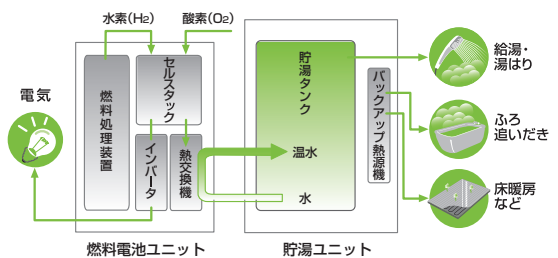 水素(H2)
酸素(O2)
電気
燃料処理装置
セルスタック
インバータ
熱交換機
燃料電池ユニット
貯湯タンク
温水
水
バックアップ熱源機
貯湯ユニット
給湯・
湯はり
ふろ
追いだき
床暖房
など